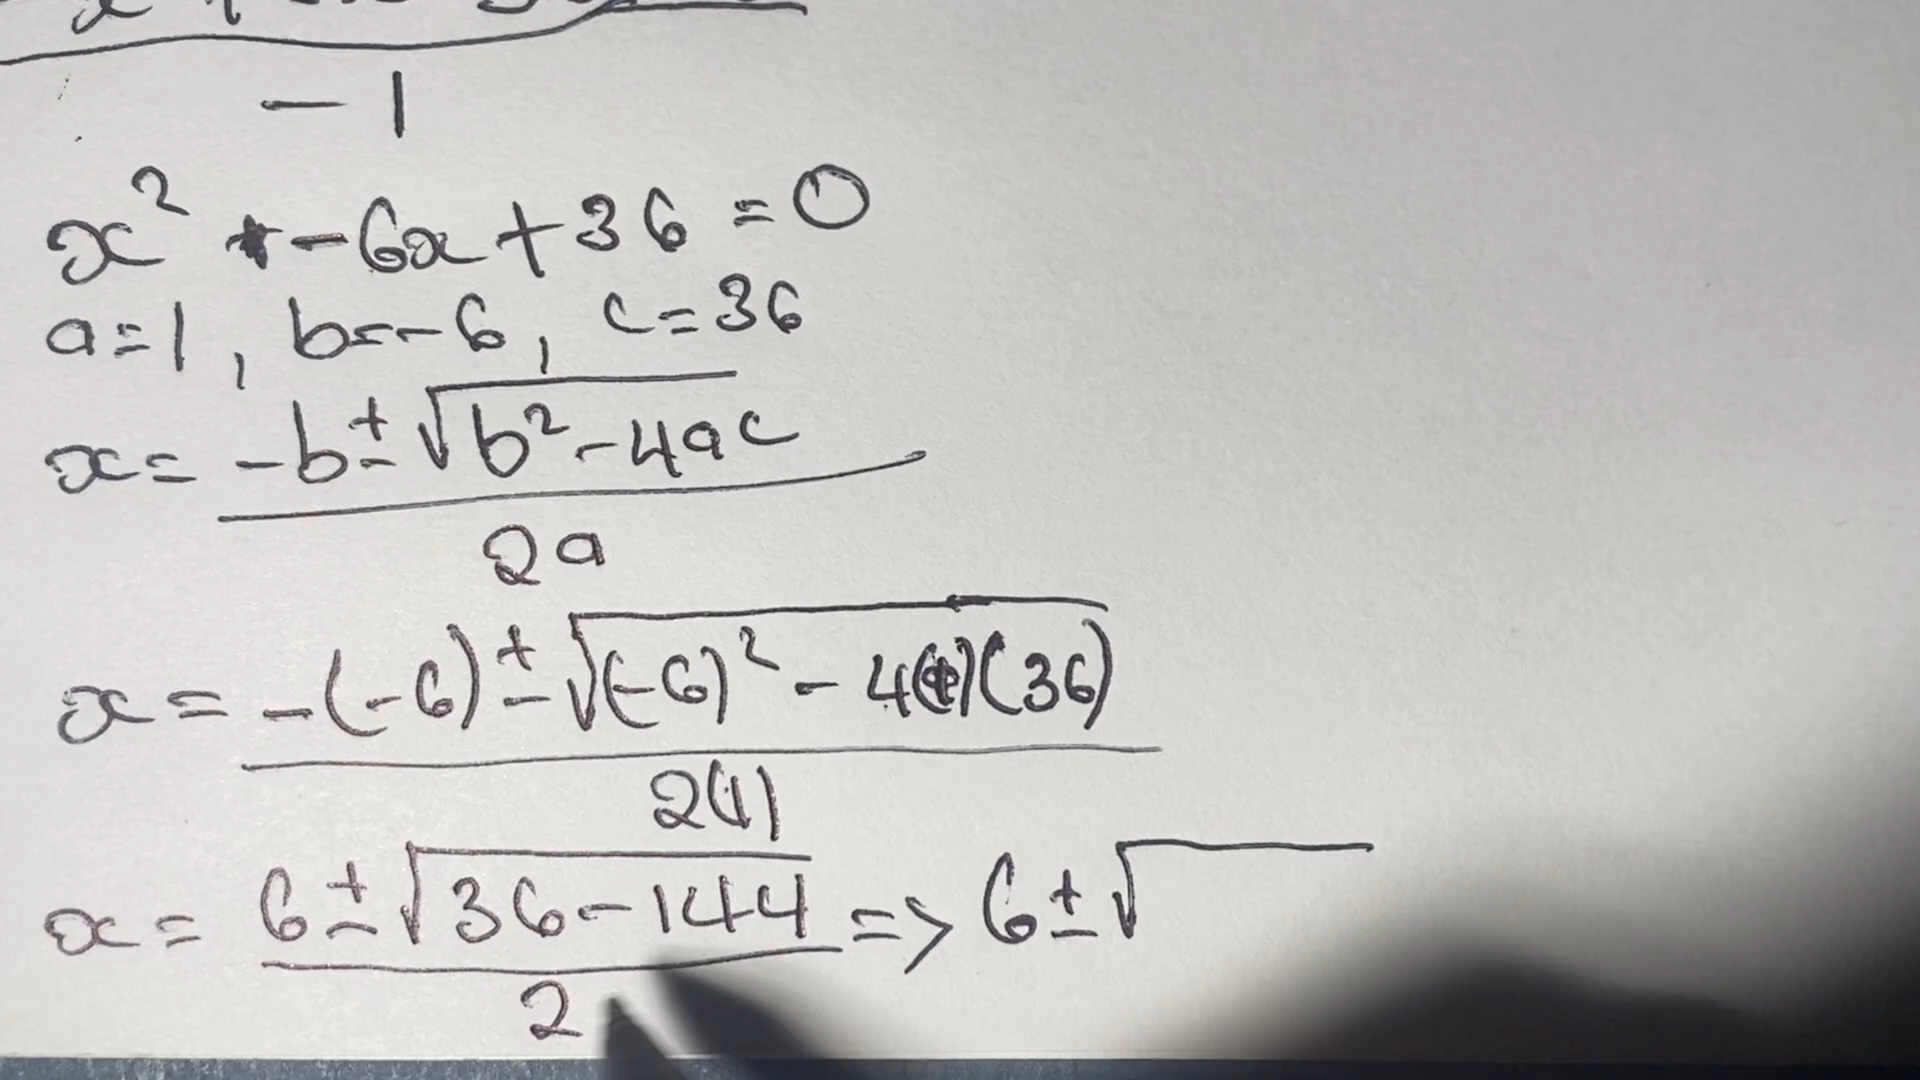 - 1
x² - 6x + 36 = 0
a = 1, b = -6, c = 36
x = -b ± √b² - 4ac
2a
x = -(-6) ± √(-6)² - 4(1)(36)
2(1)
x = 6 ± √36 - 144 => 6 ± √
2